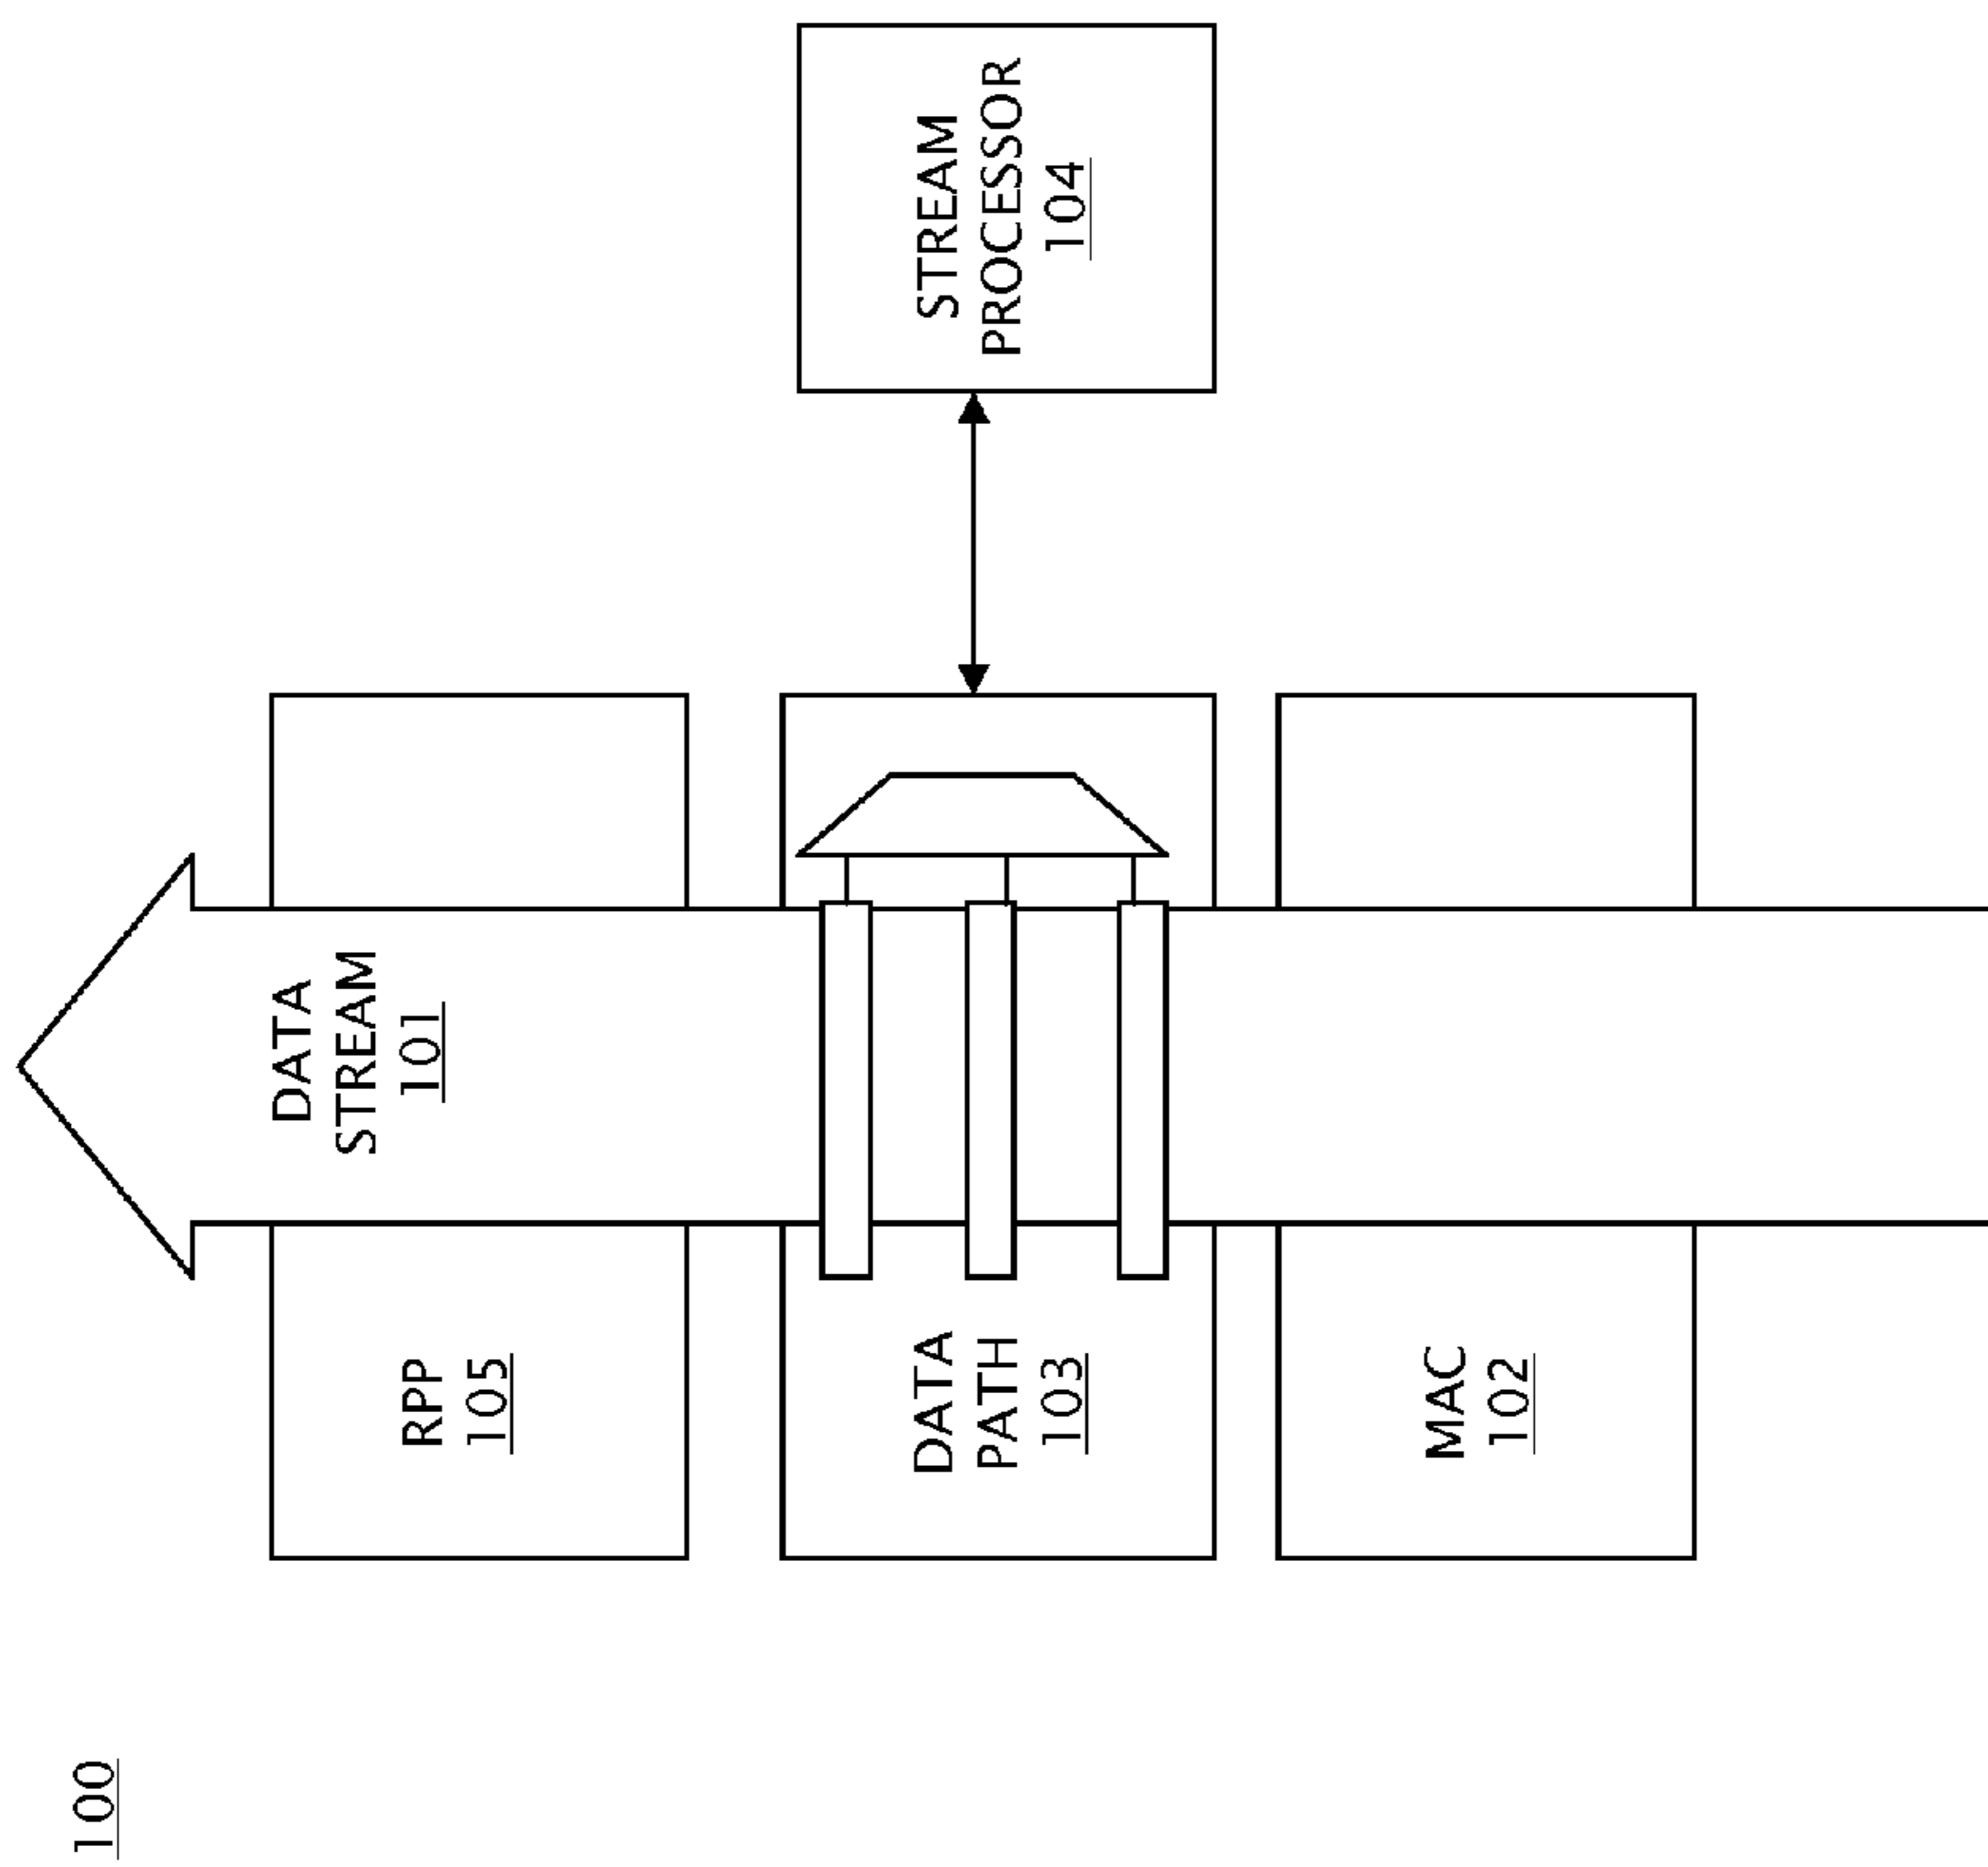 100
DATA
STREAM
101
RPP
105
DATA
PATH
103
MAC
102
STREAM
PROCESSOR
104